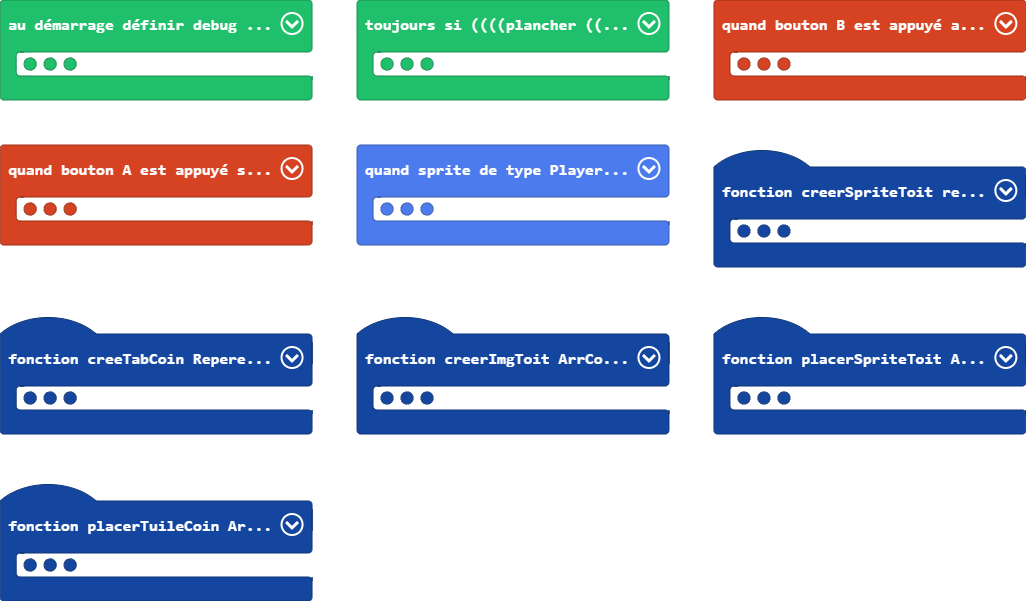 au démarrage définir debug ...
toujours si ((((plancher ((...
quand bouton B est appuyé a...
quand bouton A est appuyé s...
quand sprite de type Player...
fonction creerSpriteToit re...
fonction creeTabCoin Repere...
fonction creerImgToit ArrCo...
fonction placerSpriteToit A...
fonction placerTuileCoin Ar...